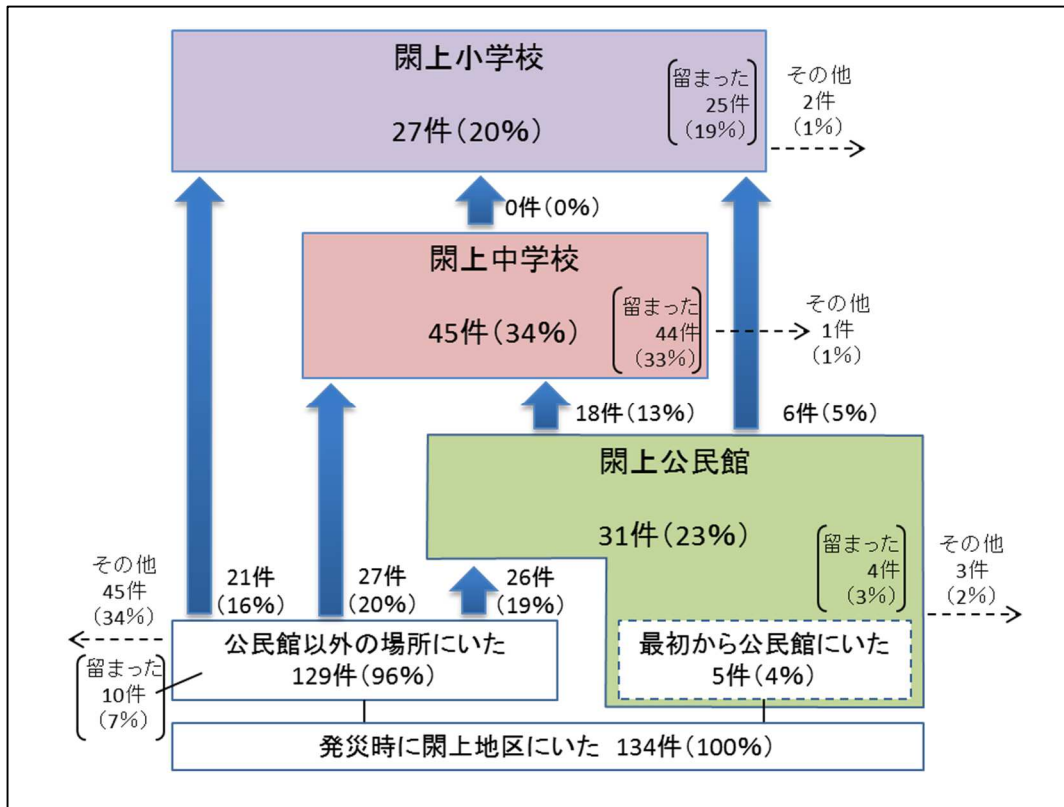 閖上小学校
27件（20%）
留まった
25件
（19%）
その他
2件
（1%）
0件（0%）
閖上中学校
45件（34%）
留まった
44件
（33%）
その他
1件
（1%）
18件（13%）
6件（5%）
閖上公民館
31件（23%）
留まった
4件
（3%）
その他
3件
（2%）
その他
45件
（34%）
21件
（16%）
27件
（20%）
26件
（19%）
公民館以外の場所にいた
129件（96%）
最初から公民館にいた
5件（4%）
留まった
10件
（7%）
発災時に閖上地区にいた 134件（100%）